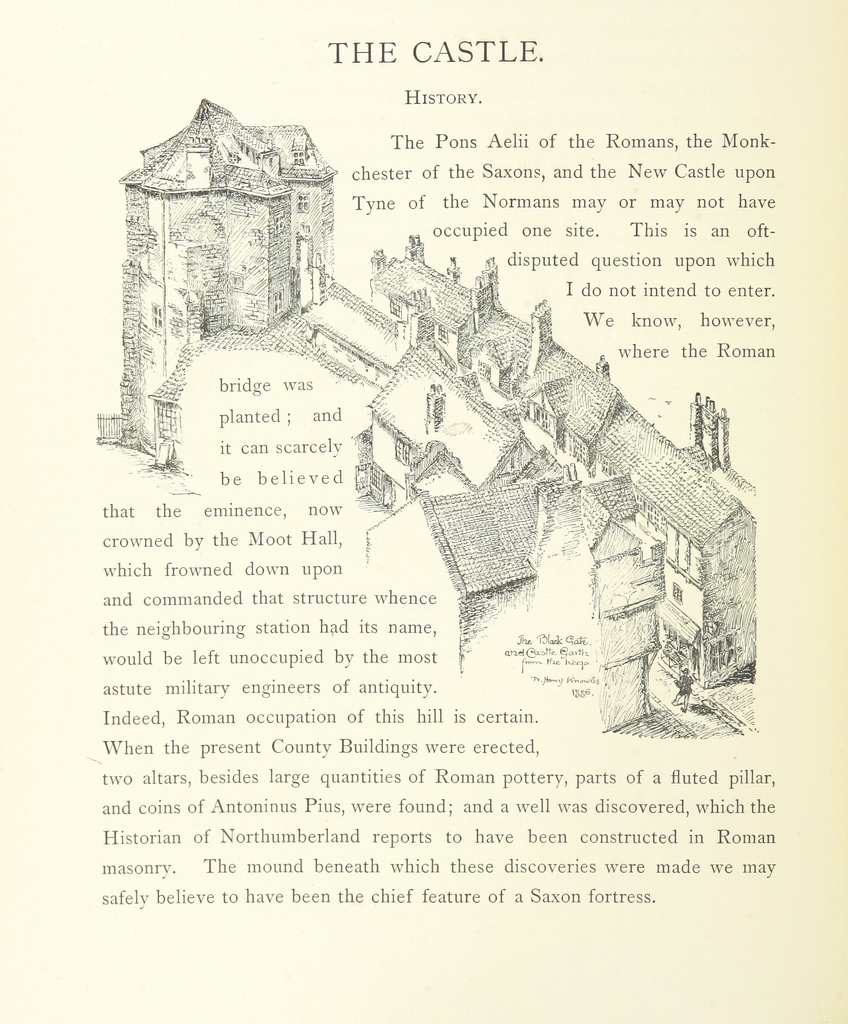 THE CASTLE.
HISTORY.
The Pons Aelii of the Romans, the Monk-
chester of the Saxons, and the New Castle upon
Tyne of the Normans may or may not have
occupied one site. This is an oft-
disputed question upon which
I do not intend to enter.
We know, however,
where the Roman
bridge was
planted; and
it can scarcely
be believed
that the eminence, now
crowned by the Moot Hall,
which frowned down upon
and commanded that structure whence
the neighbouring station had its name,
would be left unoccupied by the most
astute military engineers of antiquity.
Indeed, Roman occupation of this hill is certain.
When the present County Buildings were erected,
two altars, besides large quantities of Roman pottery, parts of a fluted pillar,
and coins of Antoninus Pius, were found; and a well was discovered, which the
Historian of Northumberland reports to have been constructed in Roman
masonry. The mound beneath which these discoveries were made we may
safely believe to have been the chief feature of a Saxon fortress.
The Black Gate
and Castle Garth
from the Keep.
W. Hamy Knowles
1886.